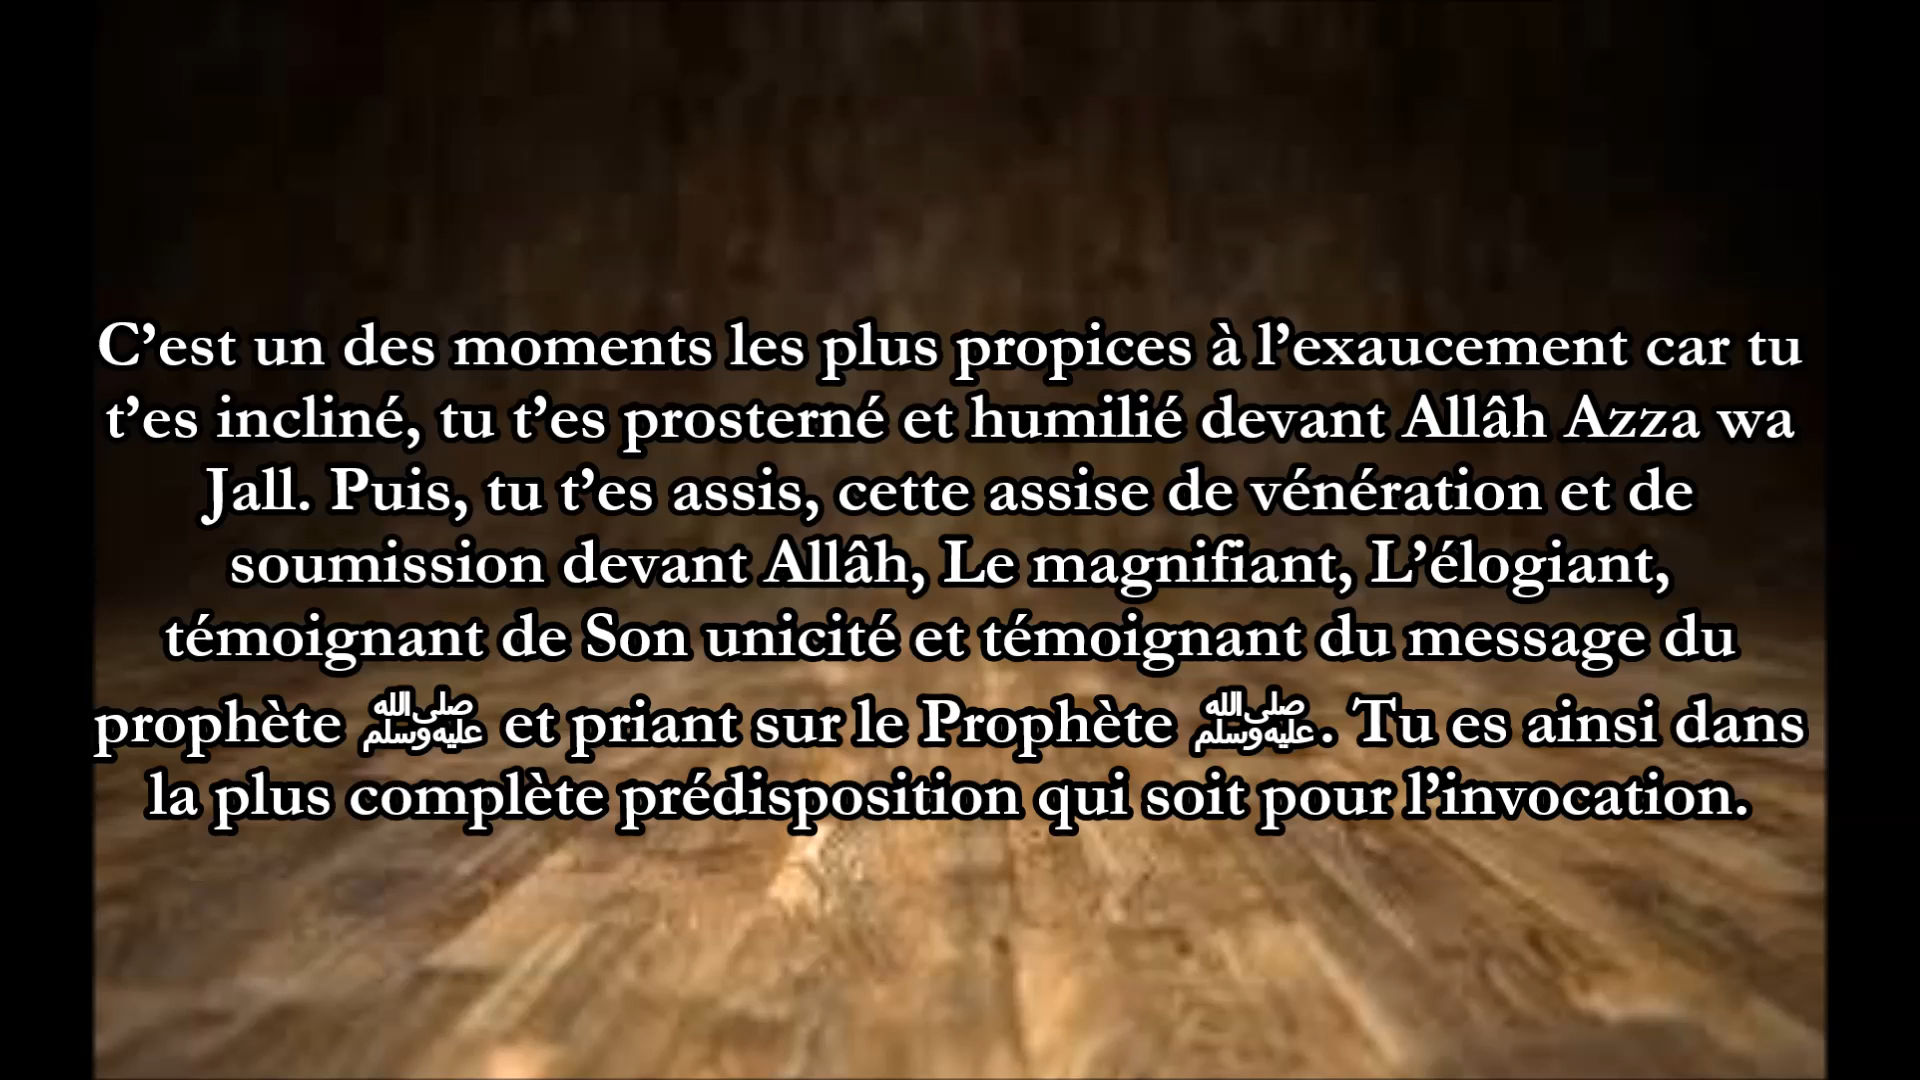 C’est un des moments les plus propices à l’exaucement car tu
t’es incliné, tu t’es prosterné et humilié devant Allâh Azza wa
Jall. Puis, tu t’es assis, cette assise de vénération et de
soumission devant Allâh, Le magnifiant, L’élogiant,
témoignant de Son unicité et témoignant du message du
prophète ﷺ et priant sur le Prophète ﷺ. Tu es ainsi dans
la plus complète prédisposition qui soit pour l’invocation.